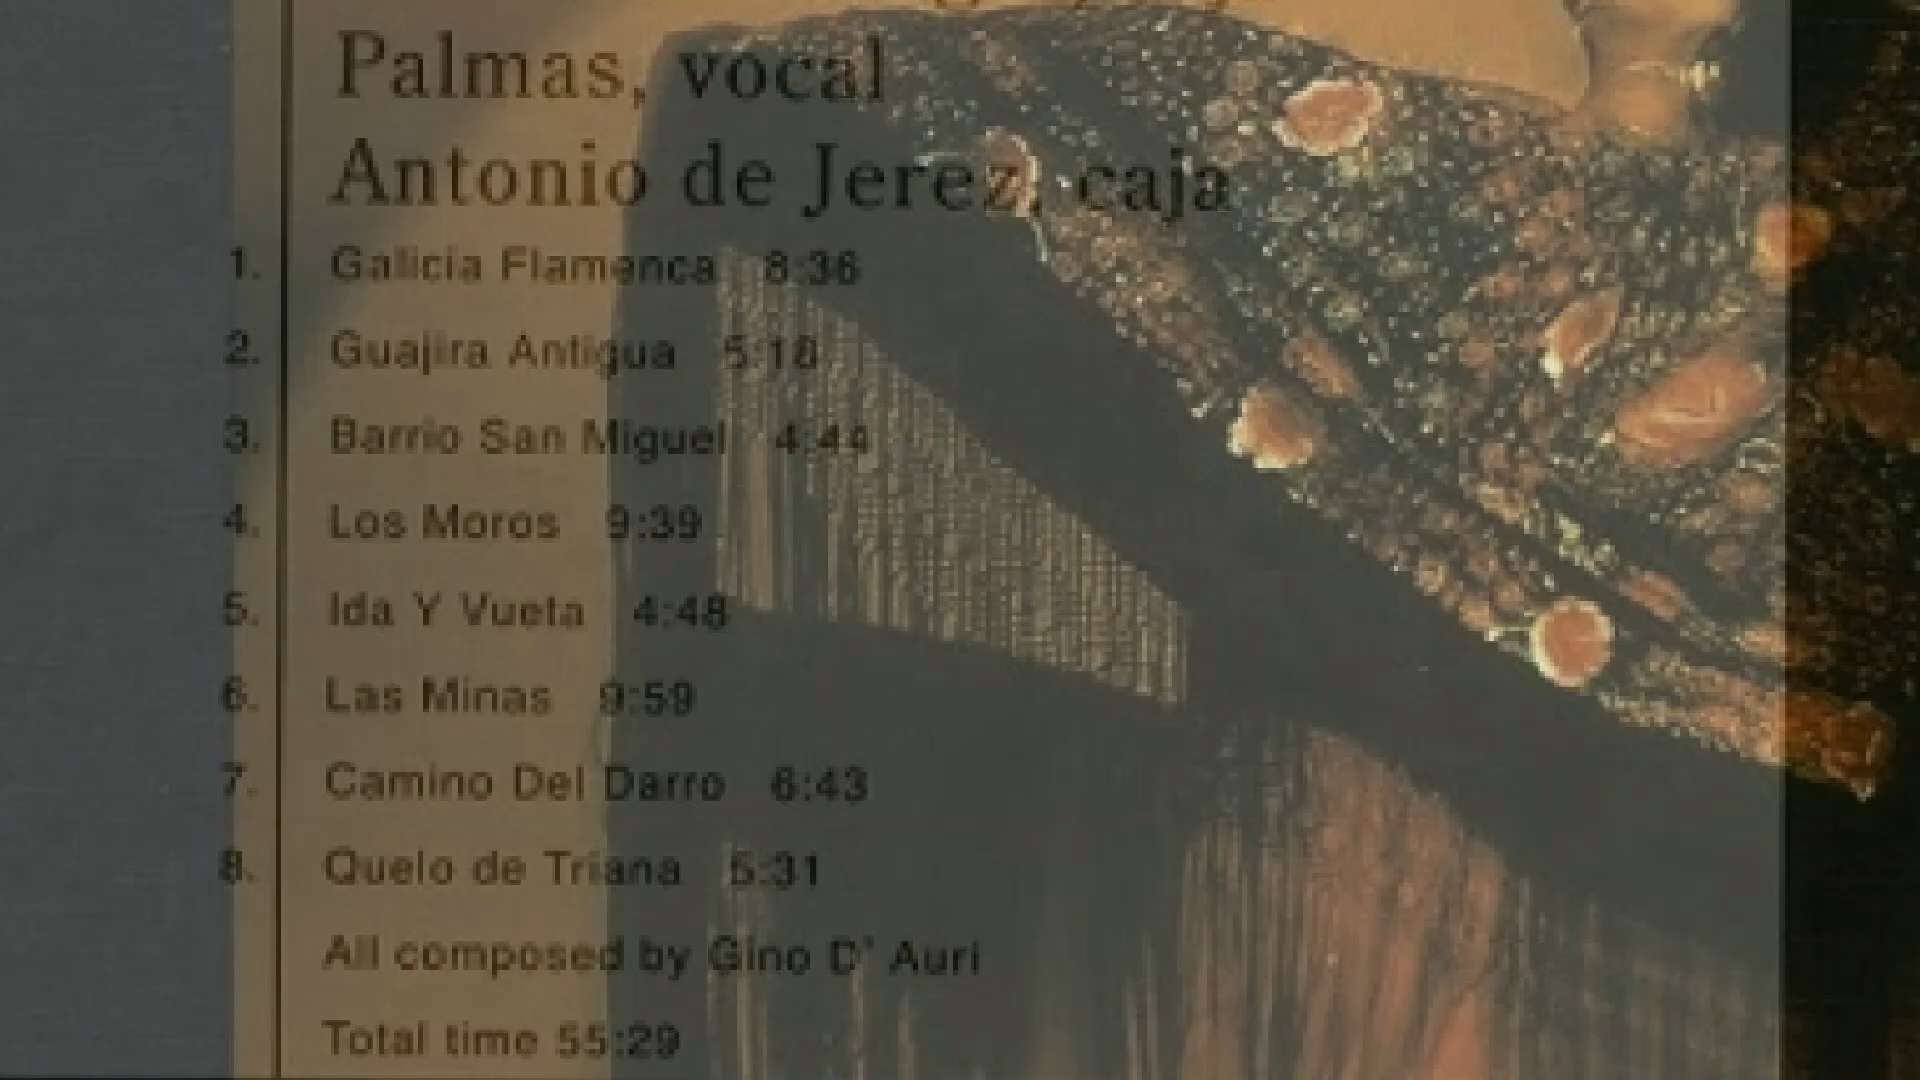 Palmas, vocal
Antonio de Jerez, caja
1. Galicia Flamenca 8:36
2. Guajira Antigua 5:18
3. Barrio San Miguel 4:44
4. Los Moros 9:39
5. Ida Y Vueta 4:48
6. Las Minas 9:59
7. Camino Del Darro 6:43
8. Quelo de Triana 5:31
All composed by Gino D' Auri
Total time 55:29